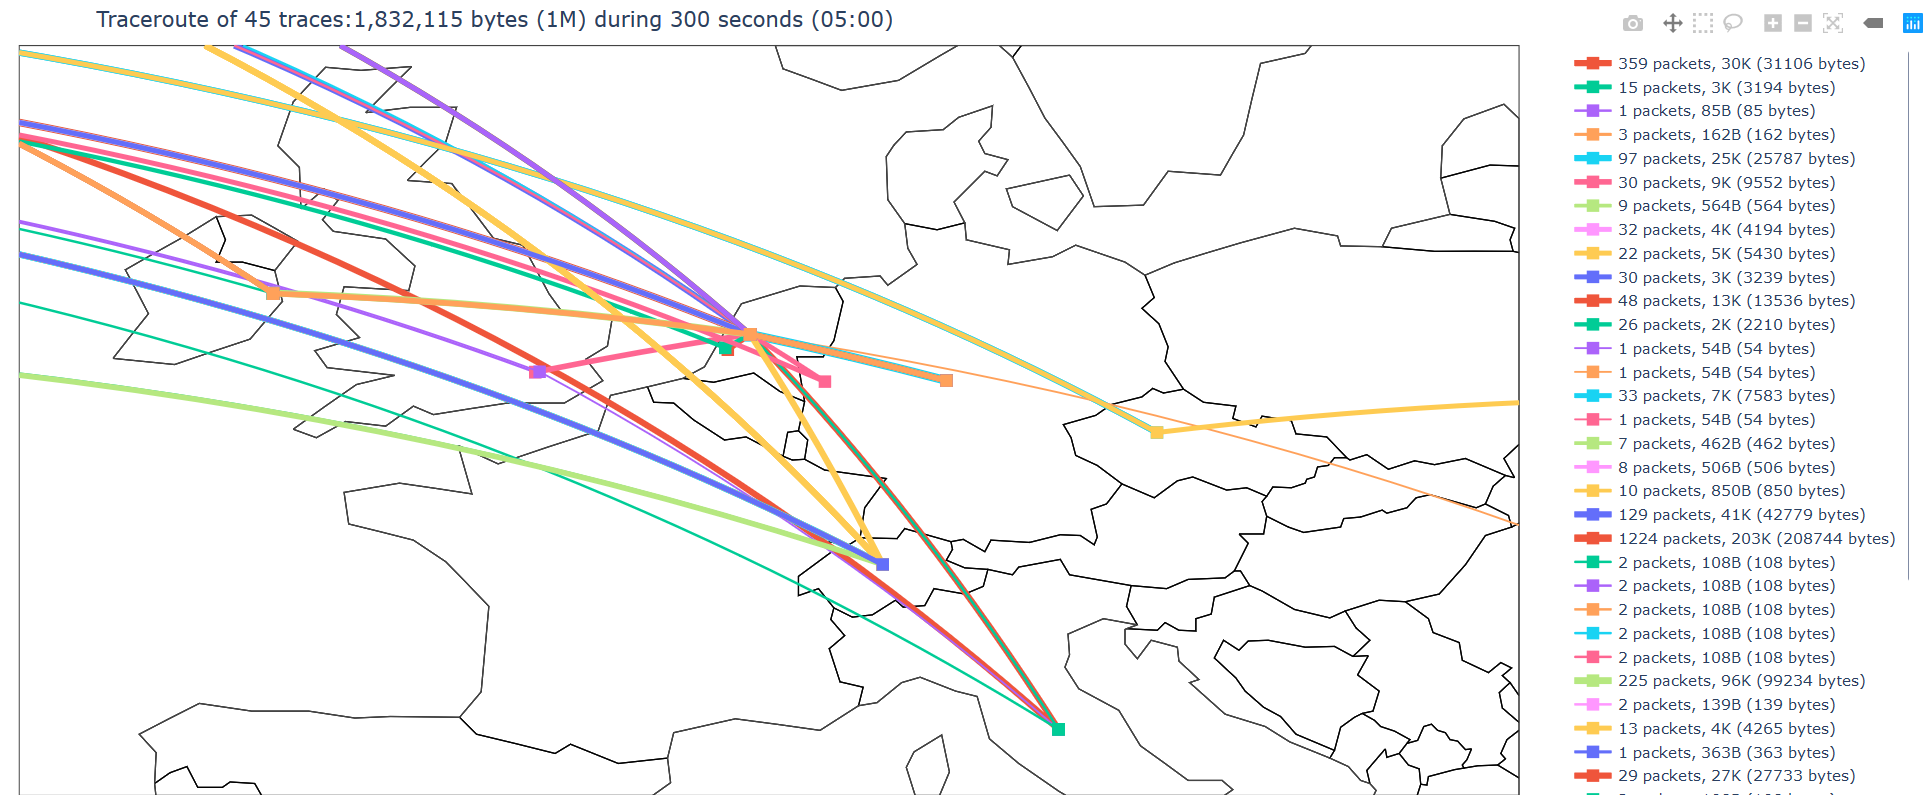 Traceroute of 45 traces:1,832,115 bytes (1M) during 300 seconds (05:00)
359 packets, 30K (31106 bytes)
15 packets, 3K (3194 bytes)
1 packets, 85B (85 bytes)
3 packets, 162B (162 bytes)
97 packets, 25K (25787 bytes)
30 packets, 9K (9552 bytes)
9 packets, 564B (564 bytes)
32 packets, 4K (4194 bytes)
22 packets, 5K (5430 bytes)
30 packets, 3K (3239 bytes)
48 packets, 13K (13536 bytes)
26 packets, 2K (2210 bytes)
1 packets, 54B (54 bytes)
1 packets, 54B (54 bytes)
33 packets, 7K (7583 bytes)
1 packets, 54B (54 bytes)
7 packets, 462B (462 bytes)
8 packets, 506B (506 bytes)
10 packets, 850B (850 bytes)
129 packets, 41K (42779 bytes)
1224 packets, 203K (208744 bytes)
2 packets, 108B (108 bytes)
2 packets, 108B (108 bytes)
2 packets, 108B (108 bytes)
2 packets, 108B (108 bytes)
2 packets, 108B (108 bytes)
225 packets, 96K (99234 bytes)
2 packets, 139B (139 bytes)
13 packets, 4K (4265 bytes)
1 packets, 363B (363 bytes)
29 packets, 27K (27733 bytes)